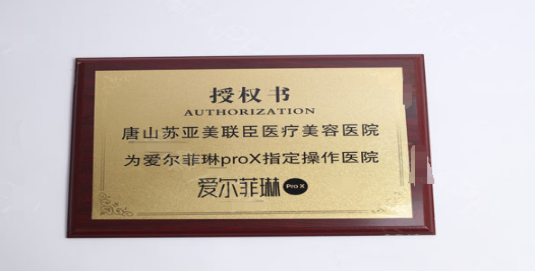 授权书
AUTHORIZATION
唐山苏亚美联臣医疗美容医院
为爱尔菲琳proX指定操作医院
爱尔菲琳 Pro X